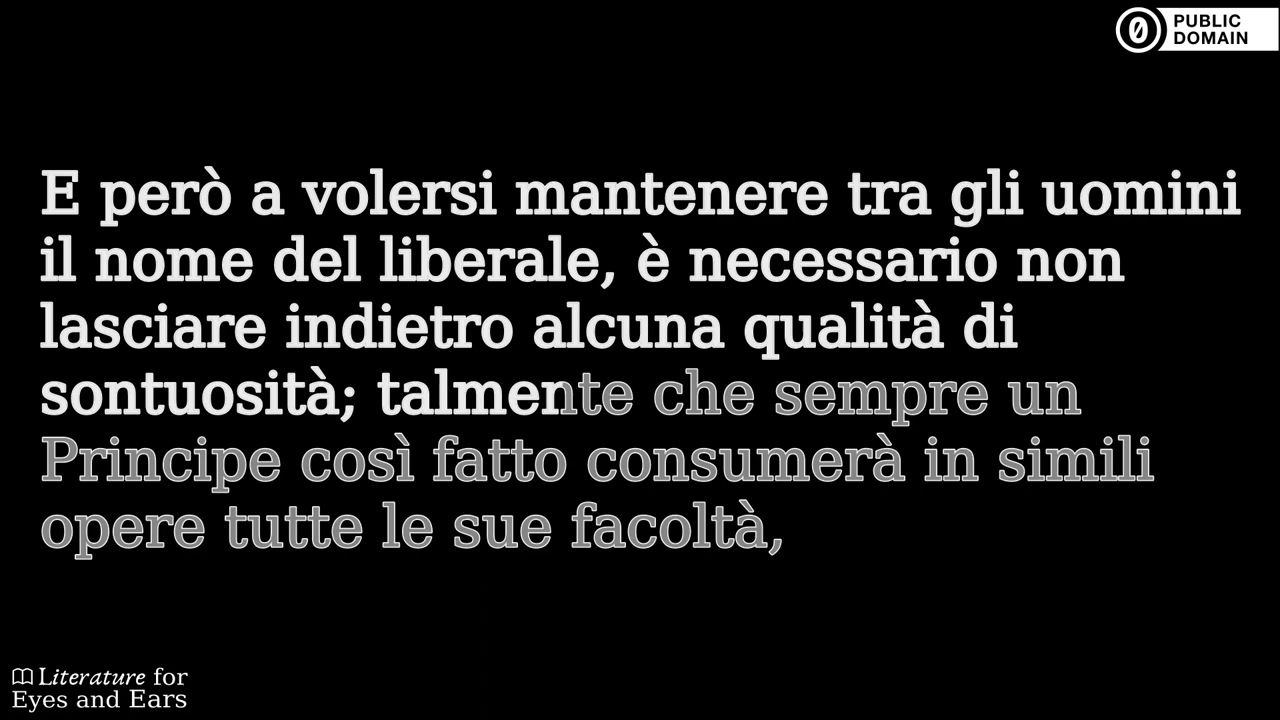 PUBLIC
DOMAIN
E però a volersi mantenere tra gli uomini
il nome del liberale, è necessario non
lasciare indietro alcuna qualità di
sontuosità; talmente che sempre un
Principe così fatto consumerà in simili
opere tutte le sue facoltà,
Literature for
Eyes and Ears